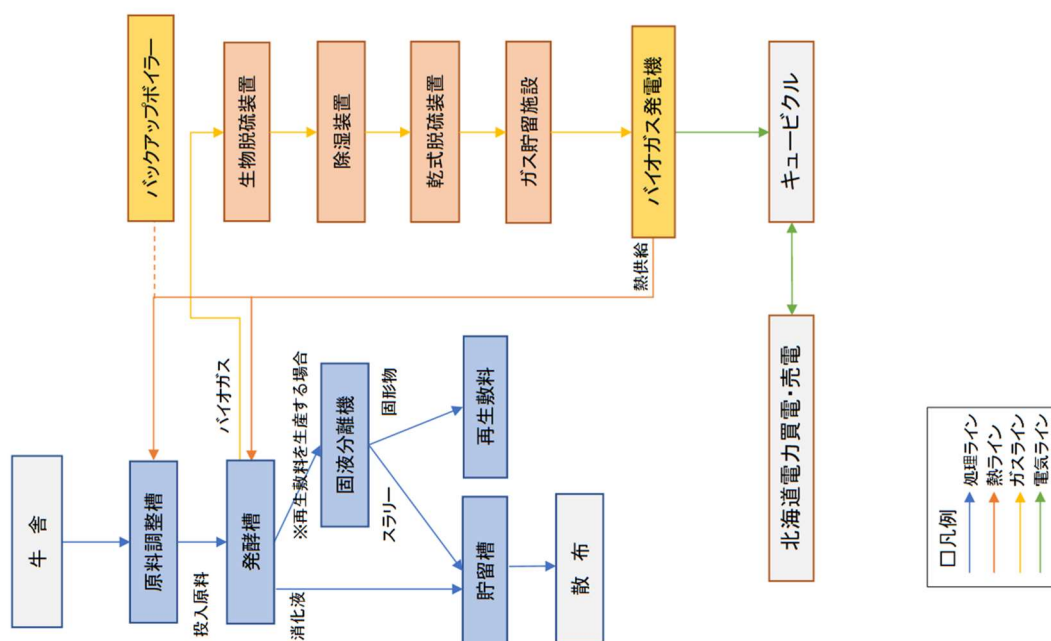 牛 舎
原料調整槽
投入原料
発酵槽
消化液
バイオガス
※再生敷料を生産する場合
固液分離機
スラリー
固形物
再生敷料
貯留槽
散 布
バックアップボイラー
生物脱硫装置
除湿装置
乾式脱硫装置
ガス貯留施設
バイオガス発電機
熱供給
キュービクル
北海道電力買電・売電
□凡例
処理ライン
熱ライン
ガスライン
電気ライン